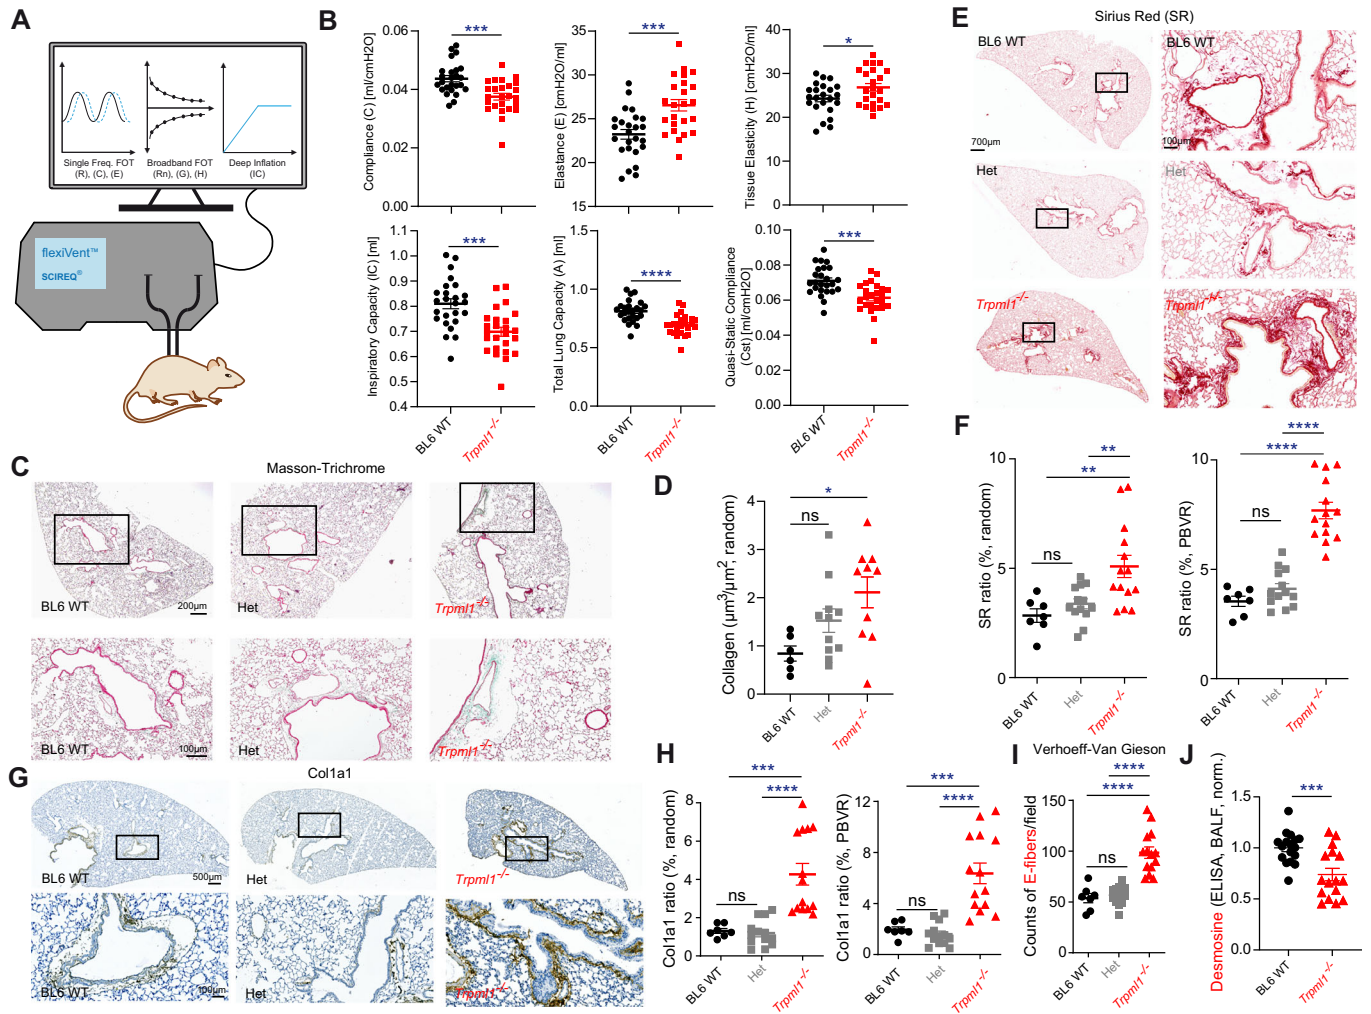 A
Single Freq. FOT
(R), (C), (E)
Broadband FOT
(Rn), (G), (H)
Deep Inflation
(IC)
flexiVent™
SCIREQ®
B
Compliance (C) [ml/cmH2O]
0.06
0.04
0.02
0.00
***
Elastance (E) [cmH2O/ml]
35
30
25
20
15
***
Tissue Elasticity (H) [cmH2O/ml]
60
40
20
0
*
Inspiratory Capacity (IC) [ml]
1.1
1.0
0.9
0.8
0.7
0.6
0.5
0.4
***
BL6 WT
Trpml1-/-
Total Lung Capacity (A) [ml]
1.5
1.0
0.5
0.0
****
BL6 WT
Trpml1-/-
Quasi-Static Compliance
(Cst) [ml/cmH2O]
0.10
0.08
0.06
0.04
0.02
0.00
***
BL6 WT
Trpml1-/-
C
Masson-Trichrome
BL6 WT
200µm
Het
Trpml1-/-
BL6 WT
100µm
Het
Trpml1-/-
D
Collagen (µm³/µm²; random)
4
3
2
1
0
*
ns
BL6 WT
Het
Trpml1-/-
E
Sirius Red (SR)
BL6 WT
700µm
BL6 WT
100µm
Het
Het
Trpml1-/-
Trpml1-/-
F
SR ratio (%, random)
10
5
0
**
**
ns
BL6 WT
Het
Trpml1-/-
SR ratio (%, PBVR)
10
5
0
****
****
ns
BL6 WT
Het
Trpml1-/-
G
Col1a1
BL6 WT
500µm
Het
Trpml1-/-
BL6 WT
100µm
Het
Trpml1-/-
H
Col1a1 ratio (%, random)
8
6
4
2
0
***
****
ns
BL6 WT
Het
Trpml1-/-
Col1a1 ratio (%, PBVR)
12
10
8
6
4
2
0
***
****
ns
BL6 WT
Het
Trpml1-/-
I
Verhoeff-Van Gieson
Counts of E-fibers/field
150
100
50
0
****
****
ns
BL6 WT
Het
Trpml1-/-
J
Desmosine (ELISA, BALF, norm.)
1.5
1.0
0.5
0.0
***
BL6 WT
Trpml1-/-